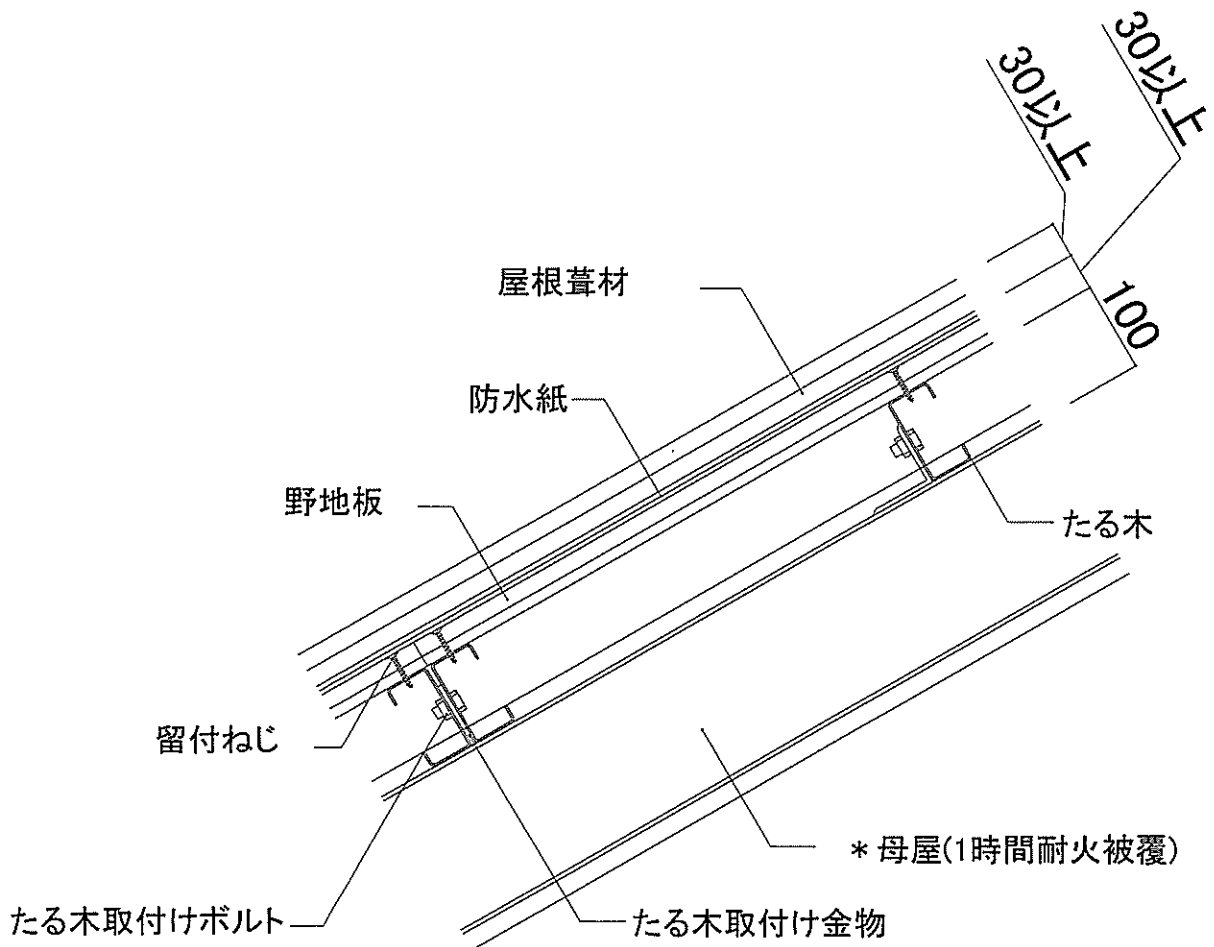 30以上
30以上
100
屋根葺材
防水紙
野地板
たる木
留付ねじ
*母屋(1時間耐火被覆)
たる木取付けボルト
たる木取付け金物